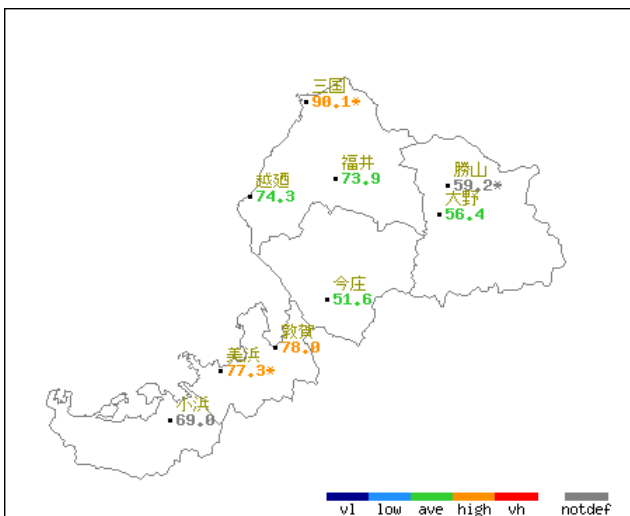 三国
90.1*
福井
73.9
勝山
59.2*
越廼
74.3
大野
56.4
今庄
51.6
敦賀
78.0
美浜
77.3*
小浜
69.0
vl low ave high vh notdef